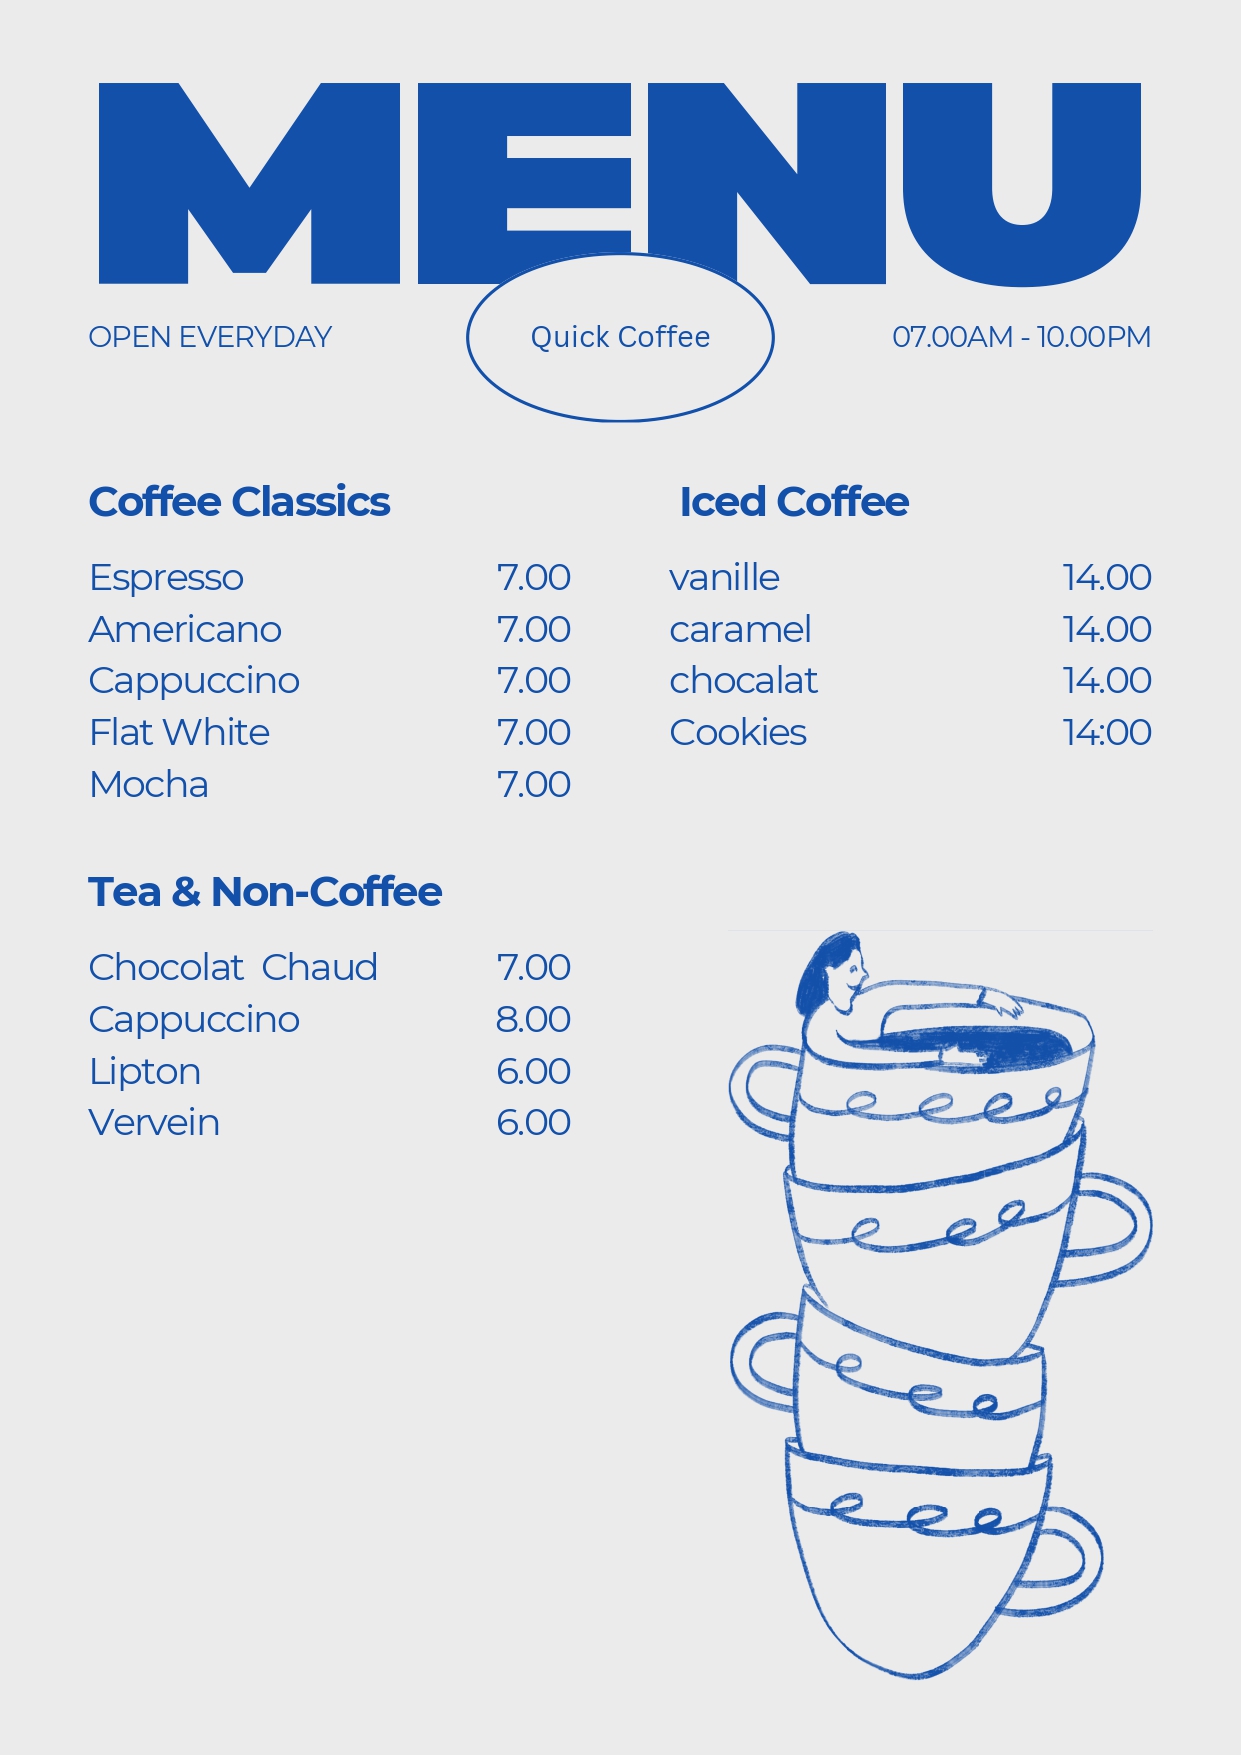 MENU
OPEN EVERYDAY
Quick Coffee
07.00AM - 10.00PM
Coffee Classics
Espresso 7.00
Americano 7.00
Cappuccino 7.00
Flat White 7.00
Mocha 7.00
Iced Coffee
vanille 14.00
caramel 14.00
chocalat 14.00
Cookies 14:00
Tea & Non-Coffee
Chocolat Chaud 7.00
Cappuccino 8.00
Lipton 6.00
Vervein 6.00